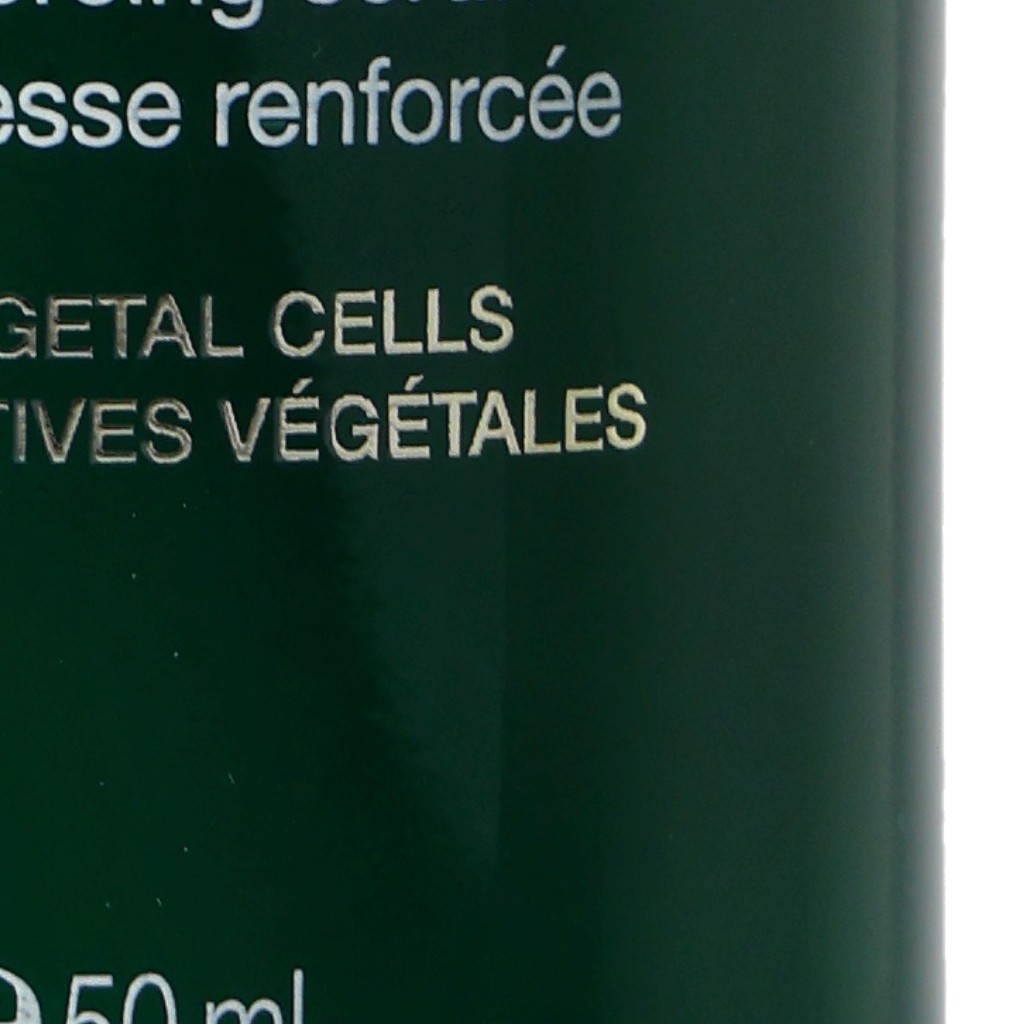 esse renforcée
GETAL CELLS
TIVES VÉGÉTALES
℮ 50 ml